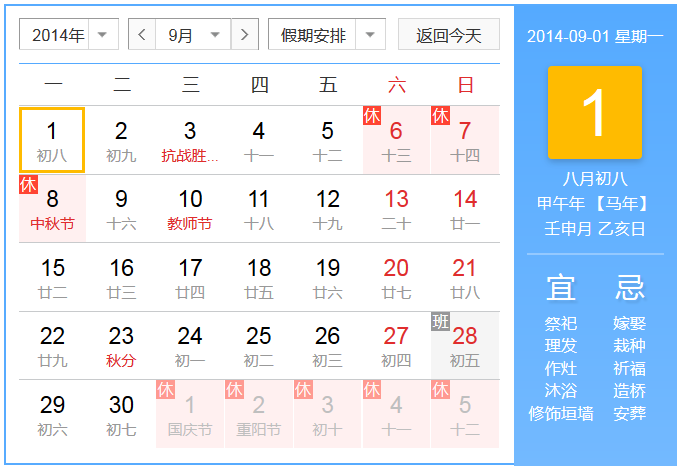 2014年 9月 假期安排 返回今天
一 二 三 四 五 六 日
1 2 3 4 5 休 6 休 7
初八 初九 抗战胜... 十一 十二 十三 十四
休 8 9 10 11 12 13 14
中秋节 十六 教师节 十八 十九 二十 廿一
15 16 17 18 19 20 21
廿二 廿三 廿四 廿五 廿六 廿七 廿八
22 23 24 25 26 27 班 28
廿九 秋分 初一 初二 初三 初四 初五
29 30 休 1 休 2 休 3 休 4 休 5
初六 初七 国庆节 重阳节 初十 十一 十二
2014-09-01 星期一
1
八月初八
甲午年 【马年】
壬申月 乙亥日
宜 忌
祭祀 嫁娶
理发 栽种
作灶 祈福
沐浴 造桥
修饰垣墙 安葬